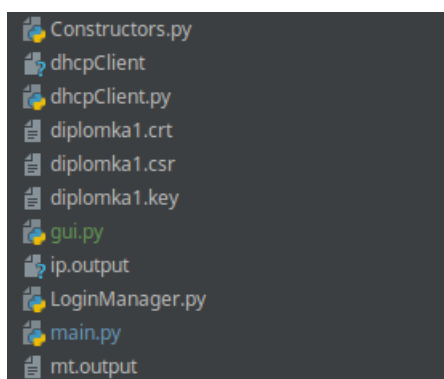 Constructors.py
dhcpClient
dhcpClient.py
diplomka1.crt
diplomka1.csr
diplomka1.key
gui.py
ip.output
LoginManager.py
main.py
mt.output